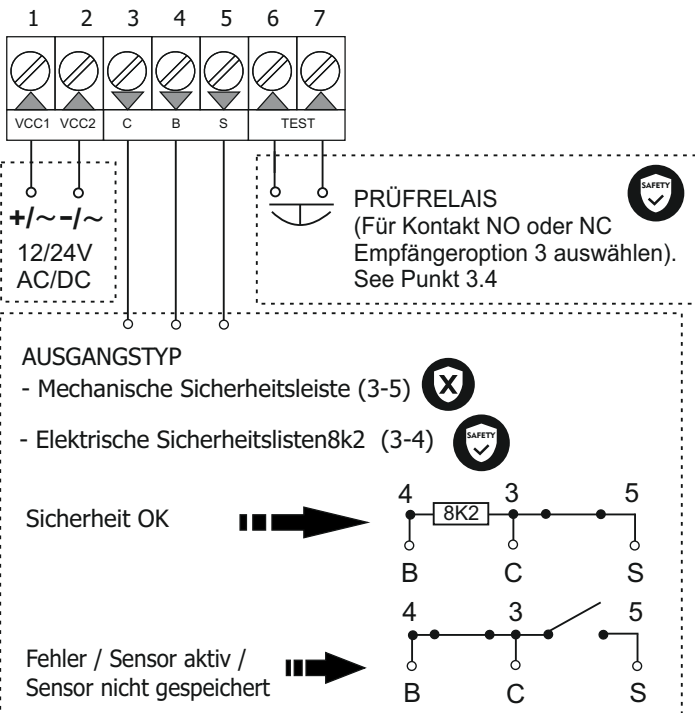 1 2 3 4 5 6 7
VCC1 VCC2 C B S TEST
+/~ -/~
12/24V
AC/DC
PRÜFRELAIS
(Für Kontakt NO oder NC
Empfängeroption 3 auswählen).
See Punkt 3.4
SAFETY
AUSGANGSTYP
- Mechanische Sicherheitsleiste (3-5) X
- Elektrische Sicherheitslisten8k2 (3-4) SAFETY
Sicherheit OK
4 3 5
8K2
B C S
Fehler / Sensor aktiv /
Sensor nicht gespeichert
4 3 5
B C S